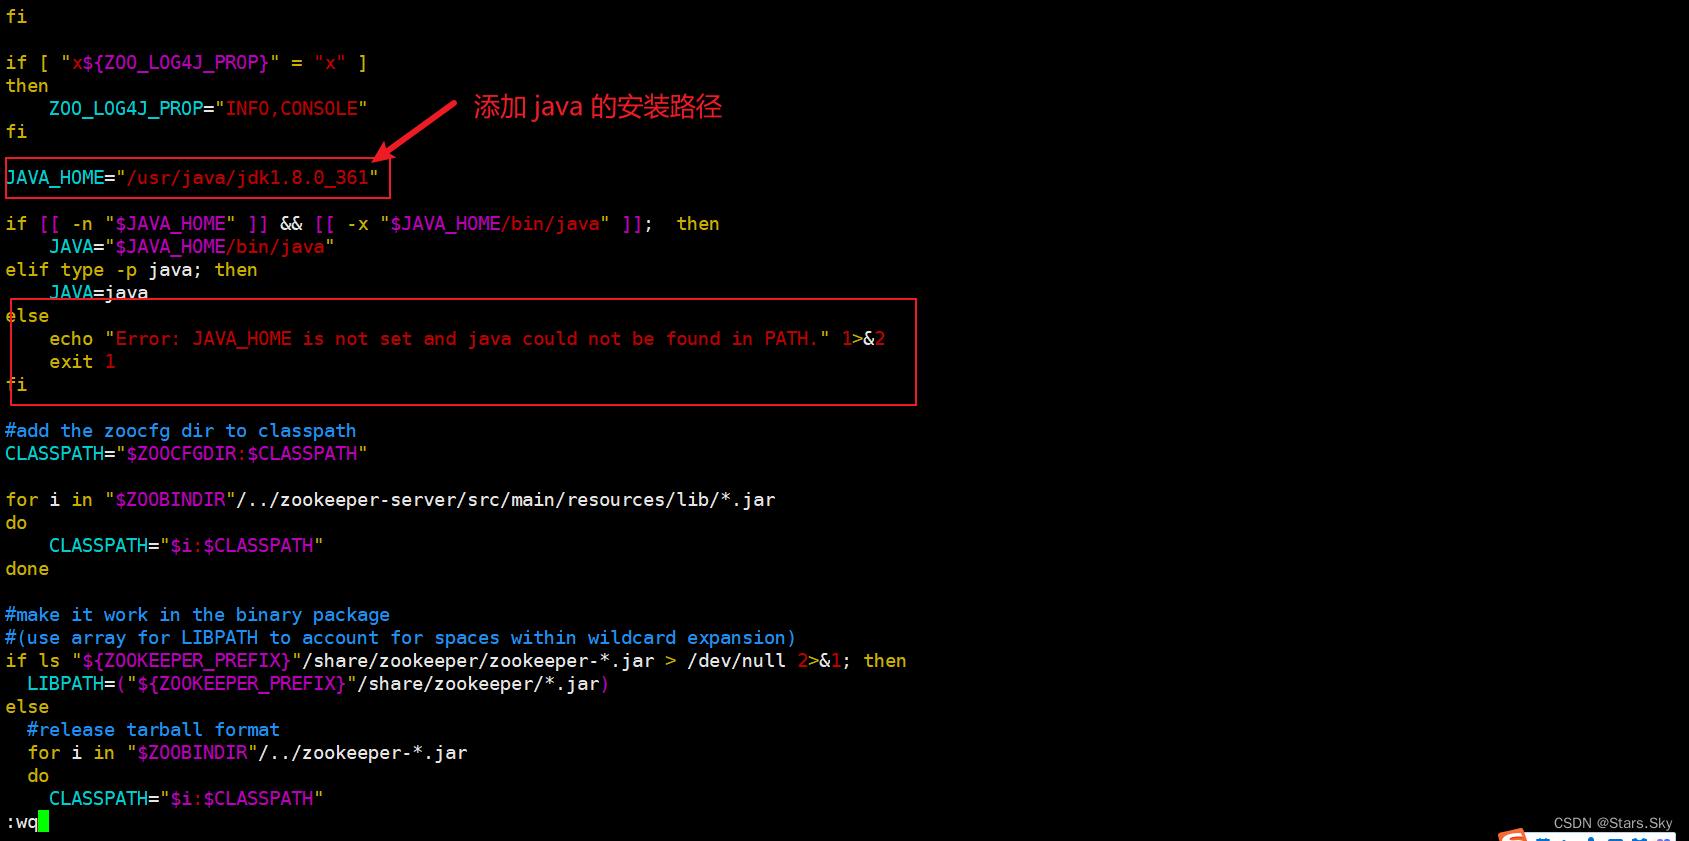 fi
if [ "x${ZOO_LOG4J_PROP}" = "x" ]
then
    ZOO_LOG4J_PROP="INFO,CONSOLE"
添加 java 的安装路径
fi
JAVA_HOME="/usr/java/jdk1.8.0_361"
if [[ -n "$JAVA_HOME" ]] && [[ -x "$JAVA_HOME/bin/java" ]];  then
    JAVA="$JAVA_HOME/bin/java"
elif type -p java; then
    JAVA=java
else
    echo "Error: JAVA_HOME is not set and java could not be found in PATH." 1>&2
    exit 1
fi
#add the zoocfg dir to classpath
CLASSPATH="$ZOOCFGDIR:$CLASSPATH"
for i in "$ZOOBINDIR"/../zookeeper-server/src/main/resources/lib/*.jar
do
    CLASSPATH="$i:$CLASSPATH"
done
#make it work in the binary package
#(use array for LIBPATH to account for spaces within wildcard expansion)
if ls "${ZOOKEEPER_PREFIX}"/share/zookeeper/zookeeper-*.jar > /dev/null 2>&1; then
  LIBPATH=("${ZOOKEEPER_PREFIX}"/share/zookeeper/*.jar)
else
  #release tarball format
  for i in "$ZOOBINDIR"/../zookeeper-*.jar
  do
    CLASSPATH="$i:$CLASSPATH"
:wq
CSDN @Stars.Sky